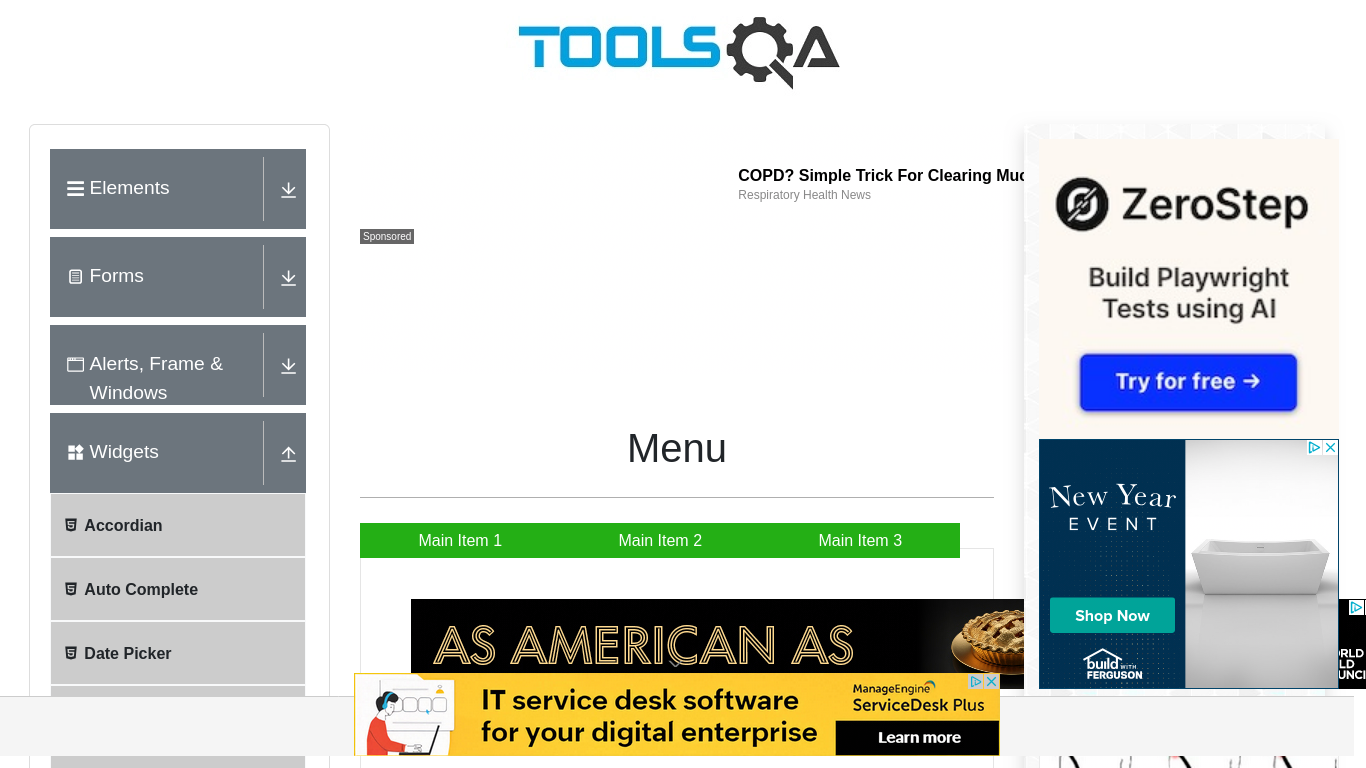 TOOLSQA
Elements
Forms
Alerts, Frame &
Windows
Widgets
Accordian
Auto Complete
Date Picker
COPD? Simple Trick For Clearing Muc
Respiratory Health News
Sponsored
Menu
Main Item 1
Main Item 2
Main Item 3
AS AMERICAN AS
IT service desk software
for your digital enterprise
ManageEngine
ServiceDesk Plus
Learn more
ZeroStep
Build Playwright
Tests using AI
Try for free →
New Year
EVENT
Shop Now
build WITH
FERGUSON